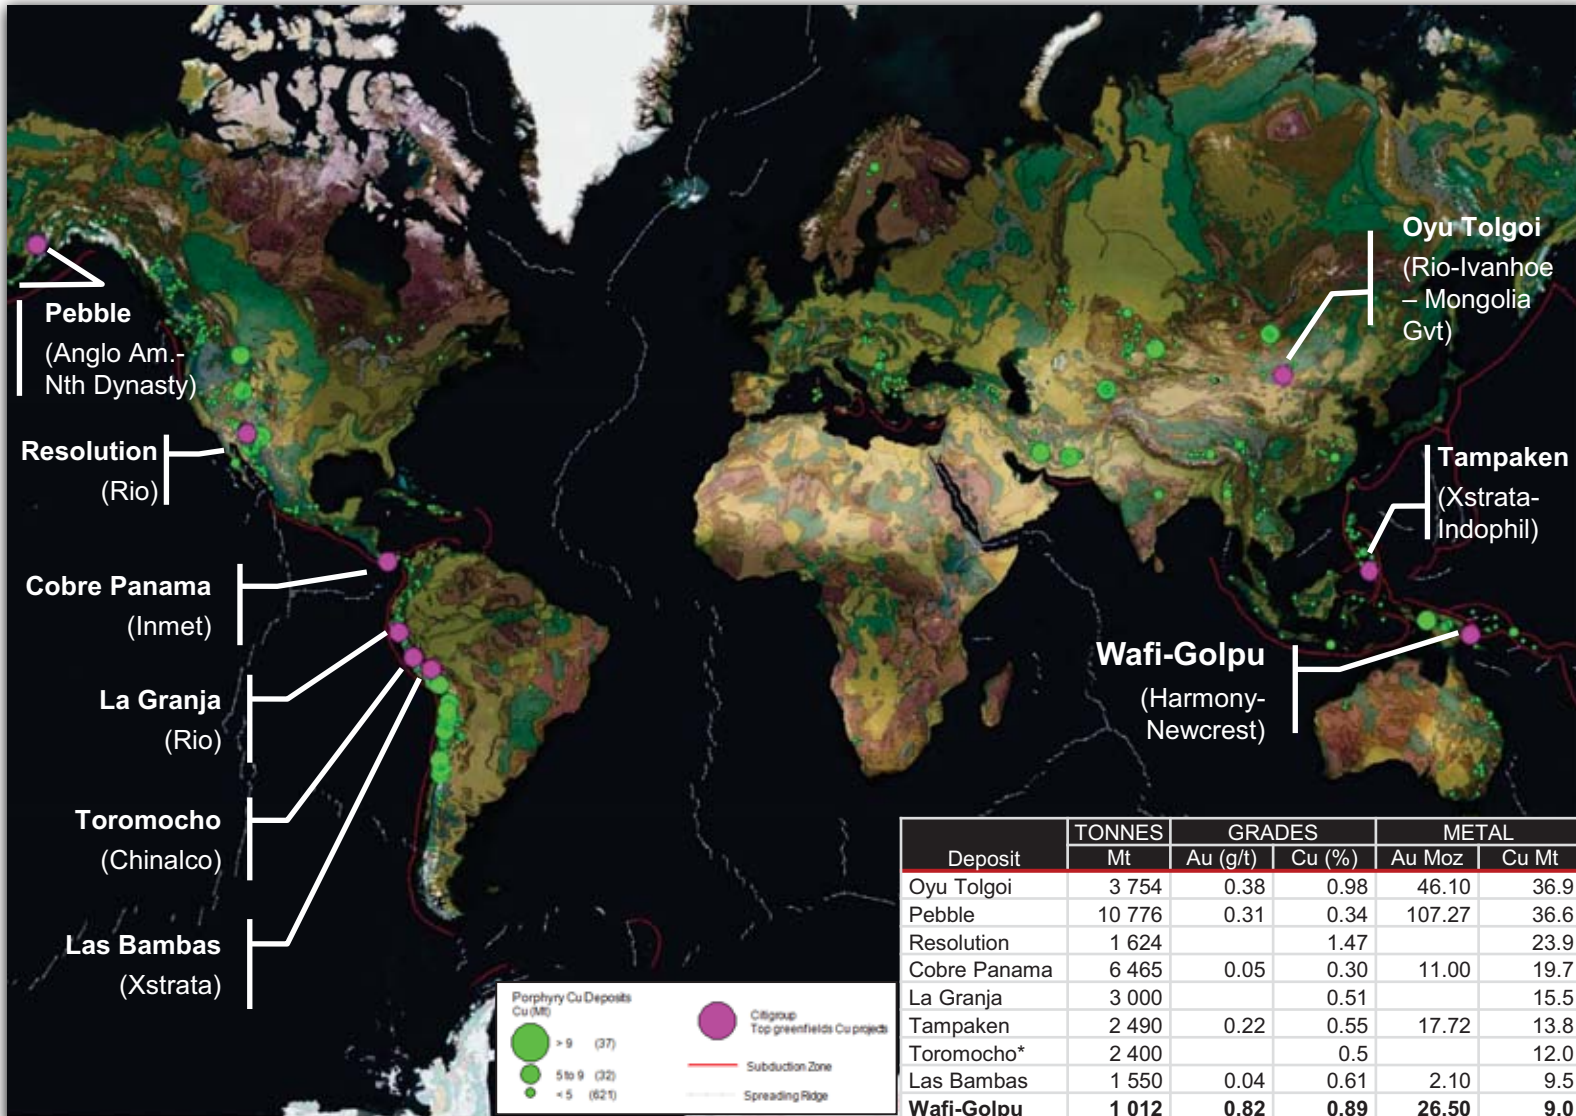 Pebble
(Anglo Am.-
Nth Dynasty)
Resolution
(Rio)
Cobre Panama
(Inmet)
La Granja
(Rio)
Toromocho
(Chinalco)
Las Bambas
(Xstrata)
Oyu Tolgoi
(Rio-Ivanhoe
– Mongolia
Gvt)
Tampaken
(Xstrata-
Indophil)
Wafi-Golpu
(Harmony-
Newcrest)
Porphyry Cu Deposits
Cu (Mt)
> 9 (37)
5 to 9 (32)
< 5 (621)
Citigroup
Top greenfields Cu projects
Subduction Zone
Spreading Ridge
TONNES GRADES METAL
Deposit Mt Au (g/t) Cu (%) Au Moz Cu Mt
Oyu Tolgoi 3 754 0.38 0.98 46.10 36.9
Pebble 10 776 0.31 0.34 107.27 36.6
Resolution 1 624 1.47 23.9
Cobre Panama 6 465 0.05 0.30 11.00 19.7
La Granja 3 000 0.51 15.5
Tampaken 2 490 0.22 0.55 17.72 13.8
Toromocho* 2 400 0.5 12.0
Las Bambas 1 550 0.04 0.61 2.10 9.5
Wafi-Golpu 1 012 0.82 0.89 26.50 9.0